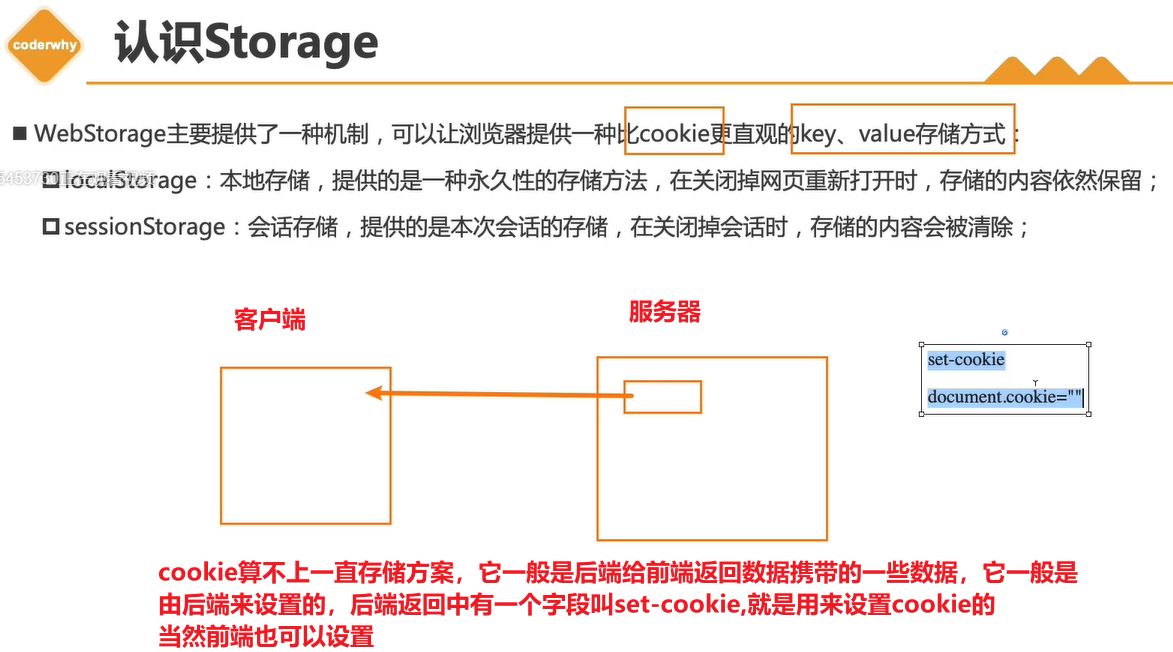 coderwhy
认识Storage
WebStorage主要提供了一种机制，可以让浏览器提供一种比cookie更直观的key、value存储方式：
localStorage：本地存储，提供的是一种永久性的存储方法，在关闭掉网页重新打开时，存储的内容依然保留；
sessionStorage：会话存储，提供的是本次会话的存储，在关闭掉会话时，存储的内容会被清除；
客户端
服务器
set-cookie
document.cookie=""
cookie算不上一直存储方案，它一般是后端给前端返回数据携带的一些数据，它一般是
由后端来设置的，后端返回中有一个字段叫set-cookie,就是用来设置cookie的
当然前端也可以设置